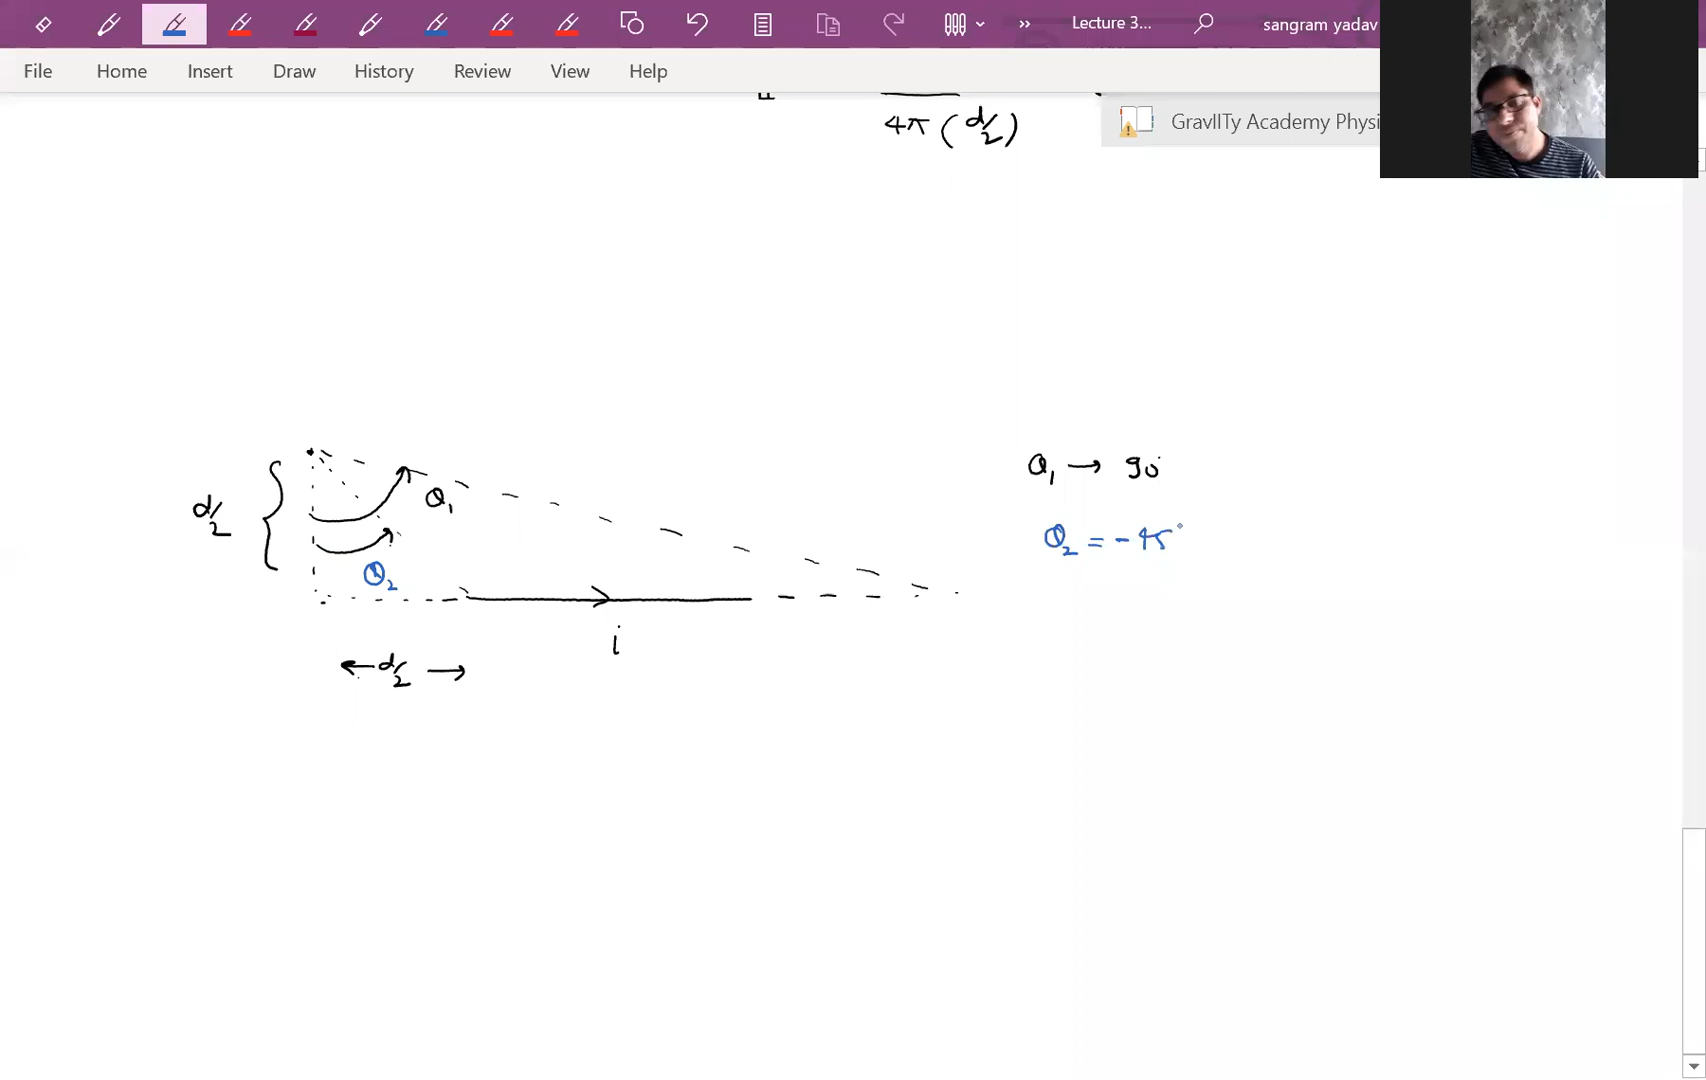 Lecture 3...
sangram yadav
File Home Insert Draw History Review View Help
GravIITy Academy Physi
4π (d/2)
d/2
θ₁
θ₂
i
d/2
θ₁ → 90°
θ₂ = -45°